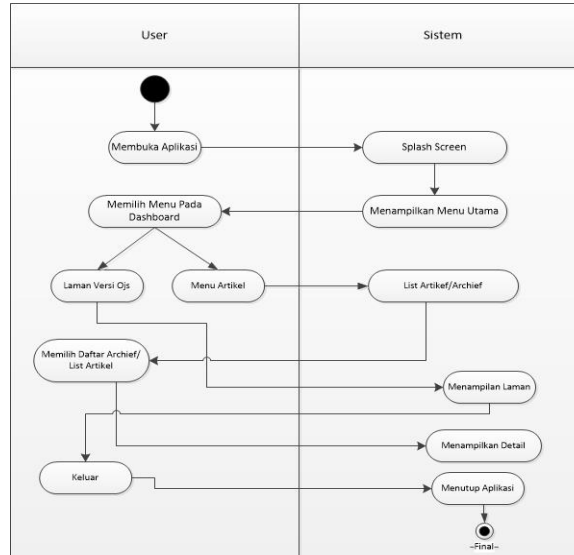 User
Sistem
Membuka Aplikasi
Splash Screen
Memilih Menu Pada
Dashboard
Menampilkan Menu Utama
Laman Versi Ojs
Menu Artikel
List Artikef/Archief
Memilih Daftar Archief/
List Artikel
Menampilan Laman
Menampilkan Detail
Keluar
Menutup Aplikasi
–Final–